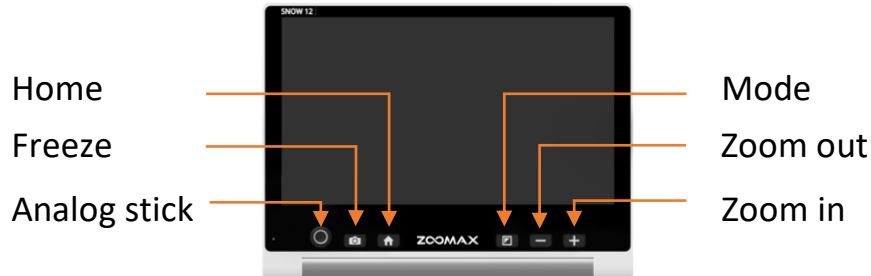 SNOW 12
Home
Mode
Freeze
Zoom out
Analog stick
Zoom in
ZOOMAX